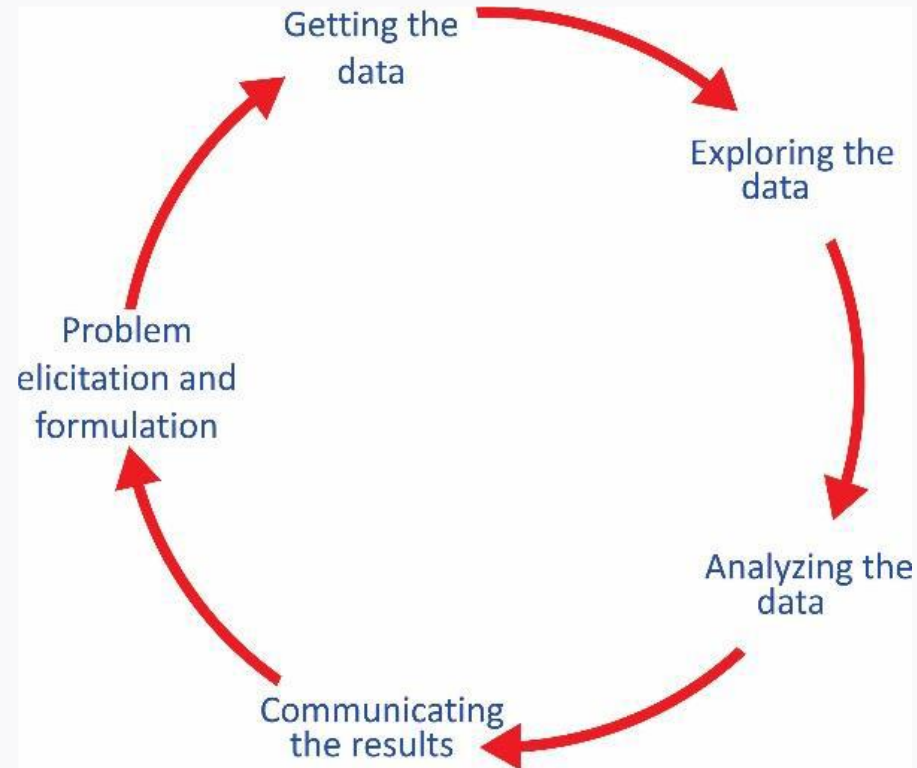 Getting the
data
Exploring the
data
Problem
elicitation and
formulation
Analyzing the
data
Communicating
the results